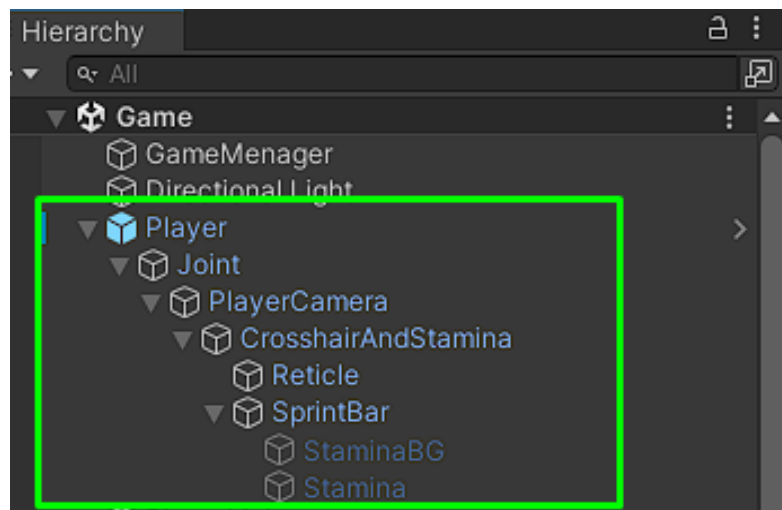 Hierarchy
All
Game
GameMenager
Directional Light
Player
Joint
PlayerCamera
CrosshairAndStamina
Reticle
SprintBar
StaminaBG
Stamina